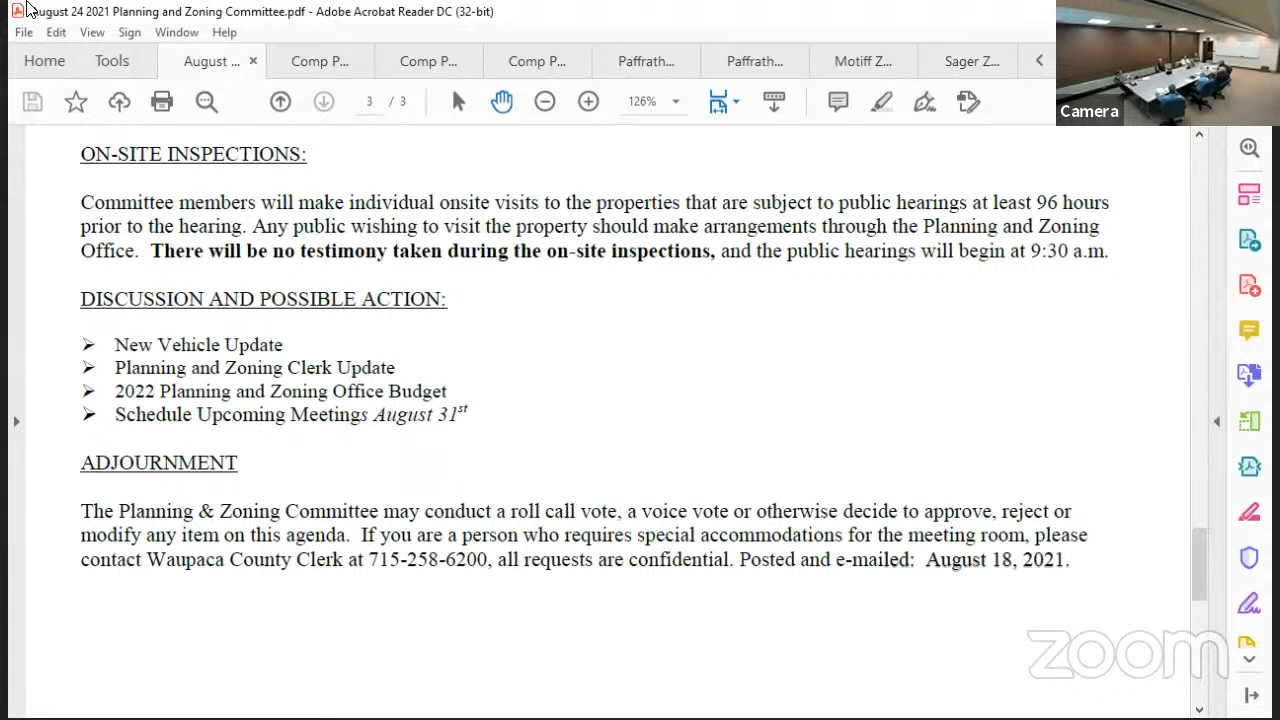 August 24 2021 Planning and Zoning Committee.pdf - Adobe Acrobat Reader DC (32-bit)
File Edit View Sign Window Help
Home Tools August ... × Comp P... Comp P... Comp P... Paffrath... Paffrath... Motiff Z... Sager Z...
3 / 3 126%
Camera
ON-SITE INSPECTIONS:
Committee members will make individual onsite visits to the properties that are subject to public hearings at least 96 hours
prior to the hearing. Any public wishing to visit the property should make arrangements through the Planning and Zoning
Office. There will be no testimony taken during the on-site inspections, and the public hearings will begin at 9:30 a.m.
DISCUSSION AND POSSIBLE ACTION:
New Vehicle Update
Planning and Zoning Clerk Update
2022 Planning and Zoning Office Budget
Schedule Upcoming Meetings August 31st
ADJOURNMENT
The Planning & Zoning Committee may conduct a roll call vote, a voice vote or otherwise decide to approve, reject or
modify any item on this agenda. If you are a person who requires special accommodations for the meeting room, please
contact Waupaca County Clerk at 715-258-6200, all requests are confidential. Posted and e-mailed: August 18, 2021.
zoom